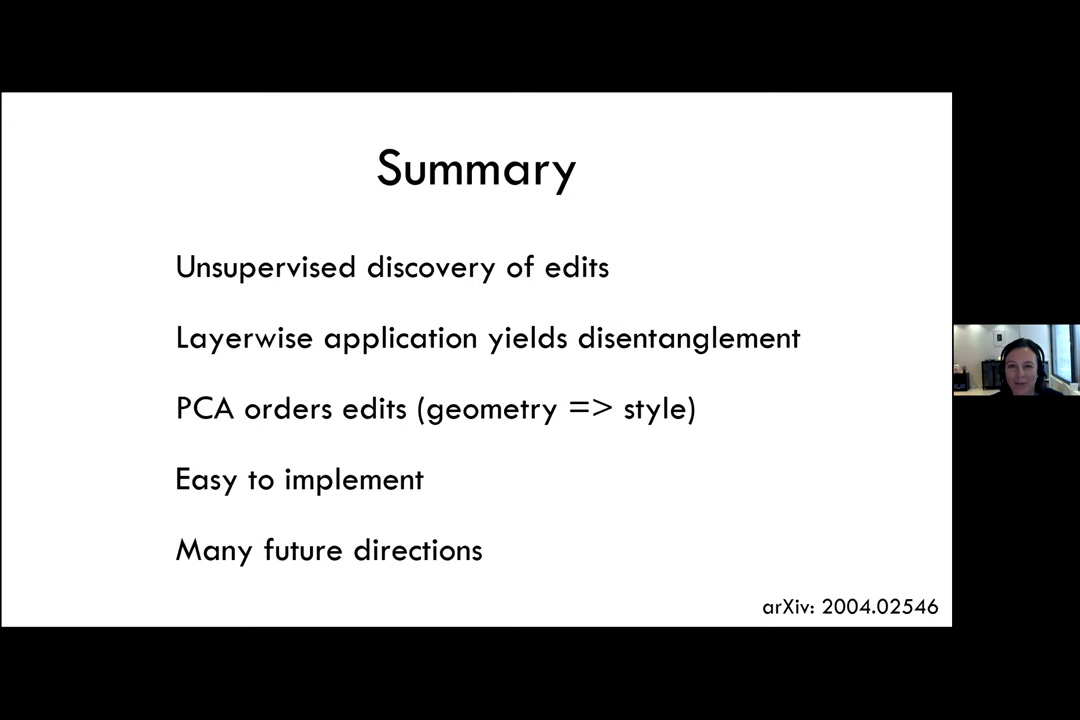 Summary
Unsupervised discovery of edits
Layerwise application yields disentanglement
PCA orders edits (geometry => style)
Easy to implement
Many future directions
arXiv: 2004.02546